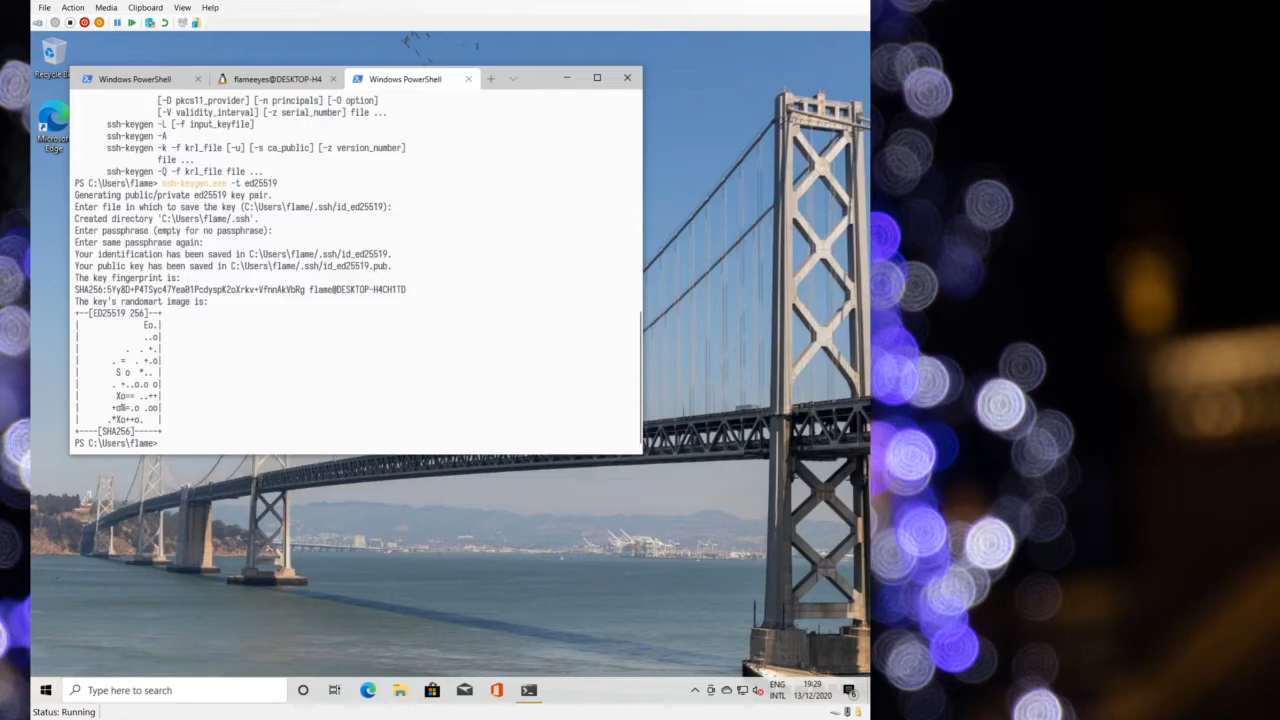 File Action Media Clipboard View Help
Recycle Bi
Microsoft
Edge
Windows PowerShell
flameeyes@DESKTOP-H4
Windows PowerShell
[-D pkcs11_provider] [-n principals] [-O option]
[-V validity_interval] [-z serial_number] file ...
ssh-keygen -L [-f input_keyfile]
ssh-keygen -A
ssh-keygen -k -f krl_file [-u] [-s ca_public] [-z version_number]
file ...
ssh-keygen -Q -f krl_file file ...
PS C:\Users\flame> ssh-keygen.exe -t ed25519
Generating public/private ed25519 key pair.
Enter file in which to save the key (C:\Users\flame/.ssh/id_ed25519):
Created directory 'C:\Users\flame/.ssh'.
Enter passphrase (empty for no passphrase):
Enter same passphrase again:
Your identification has been saved in C:\Users\flame/.ssh/id_ed25519.
Your public key has been saved in C:\Users\flame/.ssh/id_ed25519.pub.
The key fingerprint is:
SHA256:5Yy8D+P4TSyc47Yea01PcdyspK2oXrkv+VfnnAkVbRg flame@DESKTOP-H4CH1TD
The key's randomart image is:
+--[ED25519 256]--+
|              Eo.|
|              ..o|
|          .  . +.|
|       . =  . +.o|
|        S o  *.. |
|       . +..o.o o|
|        Xo== ..++|
|       +o%=.o .oo|
|      .*Xo++o.   |
+----[SHA256]-----+
PS C:\Users\flame>
Type here to search
ENG
INTL
19:29
13/12/2020
6
Status: Running